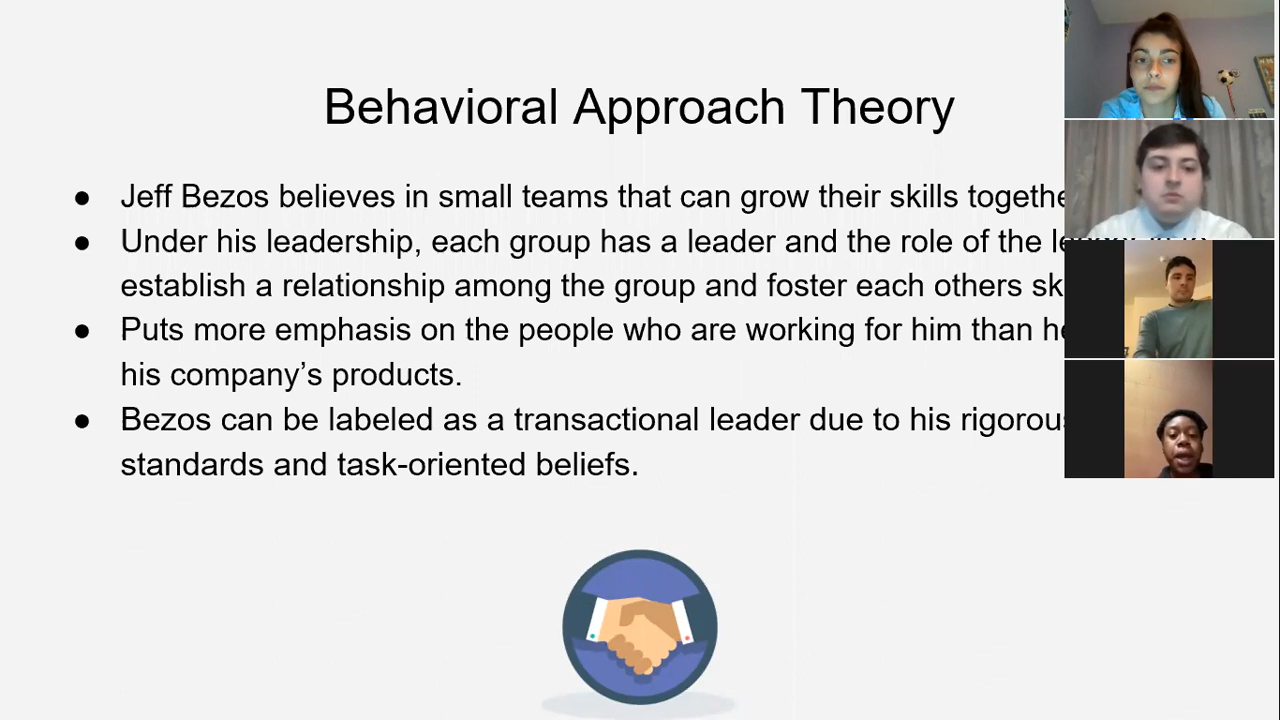 Behavioral Approach Theory
● Jeff Bezos believes in small teams that can grow their skills
● Under his leadership, each group has a leader and the role of the
establish a relationship among the group and foster each others
● Puts more emphasis on the people who are working for him than
his company’s products.
● Bezos can be labeled as a transactional leader due to his
standards and task-oriented beliefs.